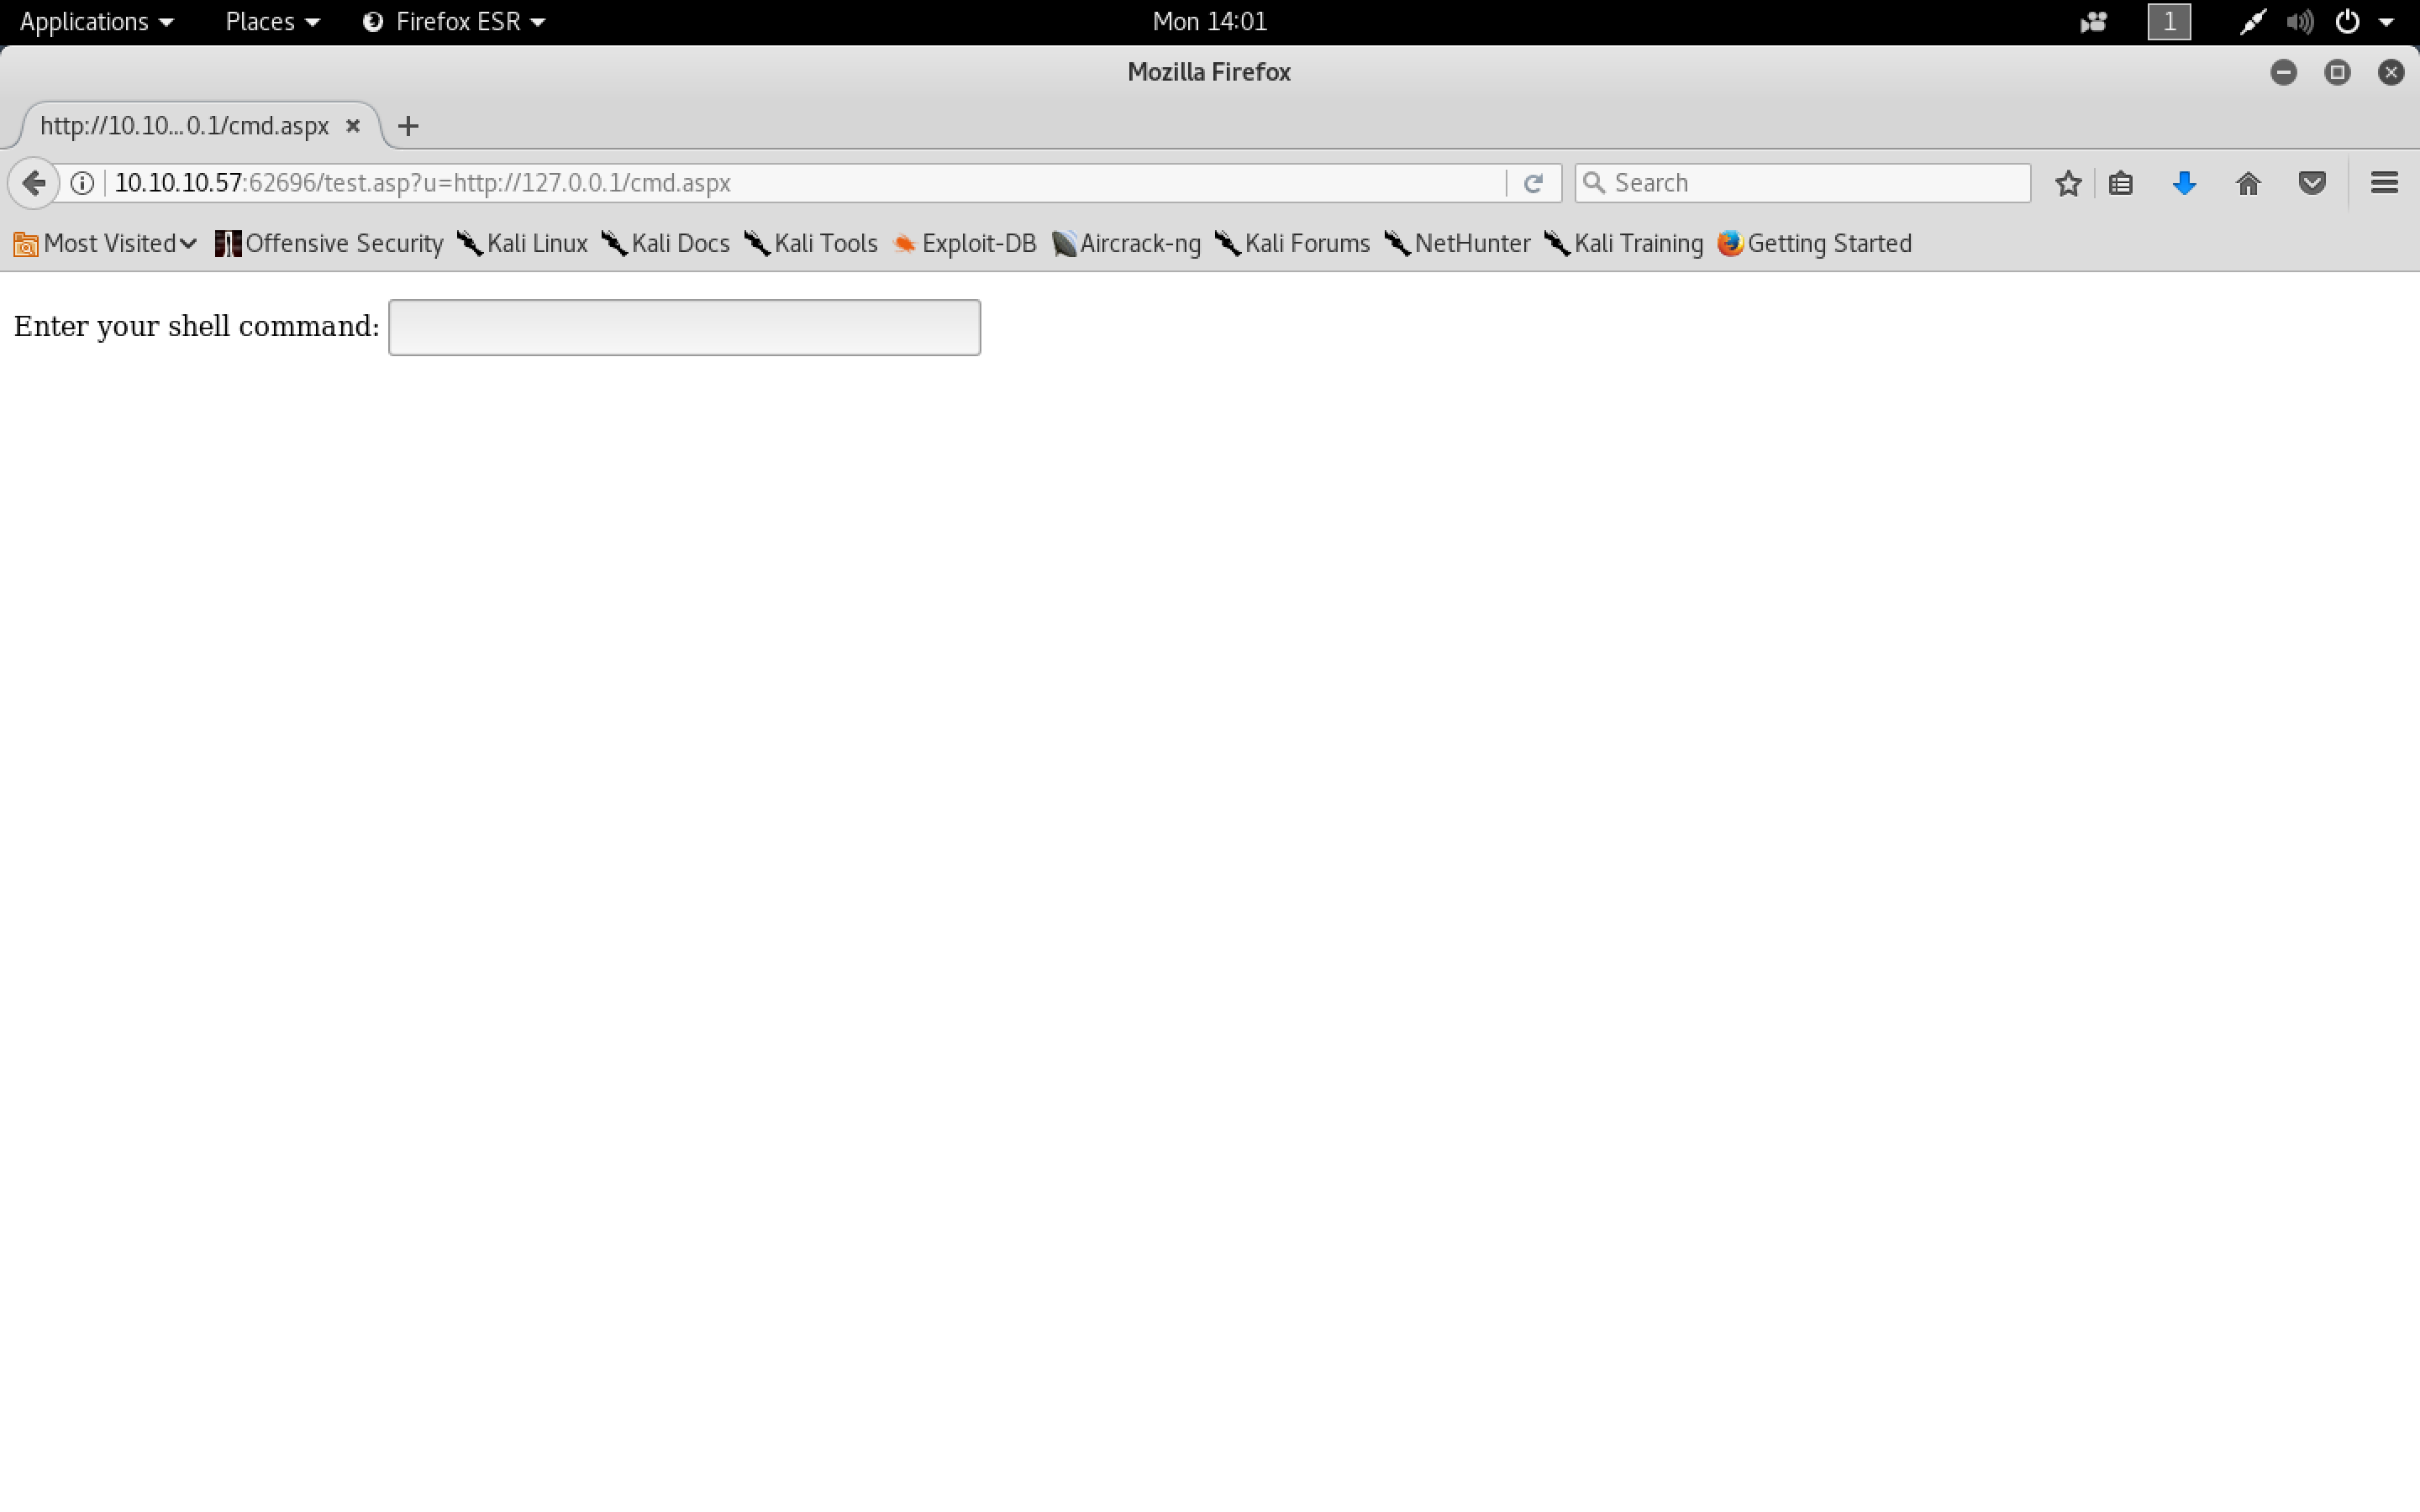 Applications Places Firefox ESR Mon 14:01 1
Mozilla Firefox
http://10.10...0.1/cmd.aspx
10.10.10.57:62696/test.asp?u=http://127.0.0.1/cmd.aspx Search
Most Visited Offensive Security Kali Linux Kali Docs Kali Tools Exploit-DB Aircrack-ng Kali Forums NetHunter Kali Training Getting Started
Enter your shell command: